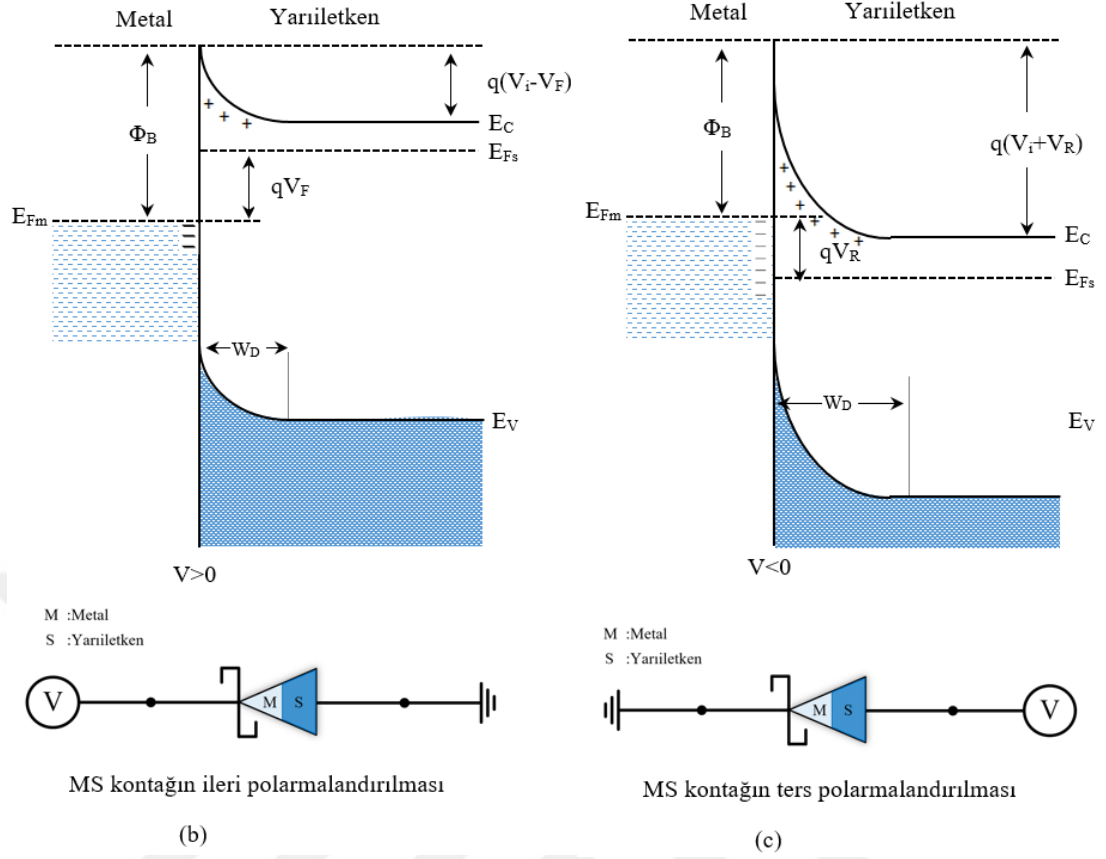 Metal Yarıiletken
q(Vi-VF)
ΦB
EC
EFs
qVF
EFm
WD
EV
V>0
M :Metal
S :Yarıiletken
V M S
MS kontağın ileri polarmalandırılması
(b)
Metal Yarıiletken
ΦB
q(Vi+VR)
EFm
EC
qVR
EFs
WD
EV
V<0
M :Metal
S :Yarıiletken
M S V
MS kontağın ters polarmalandırılması
(c)